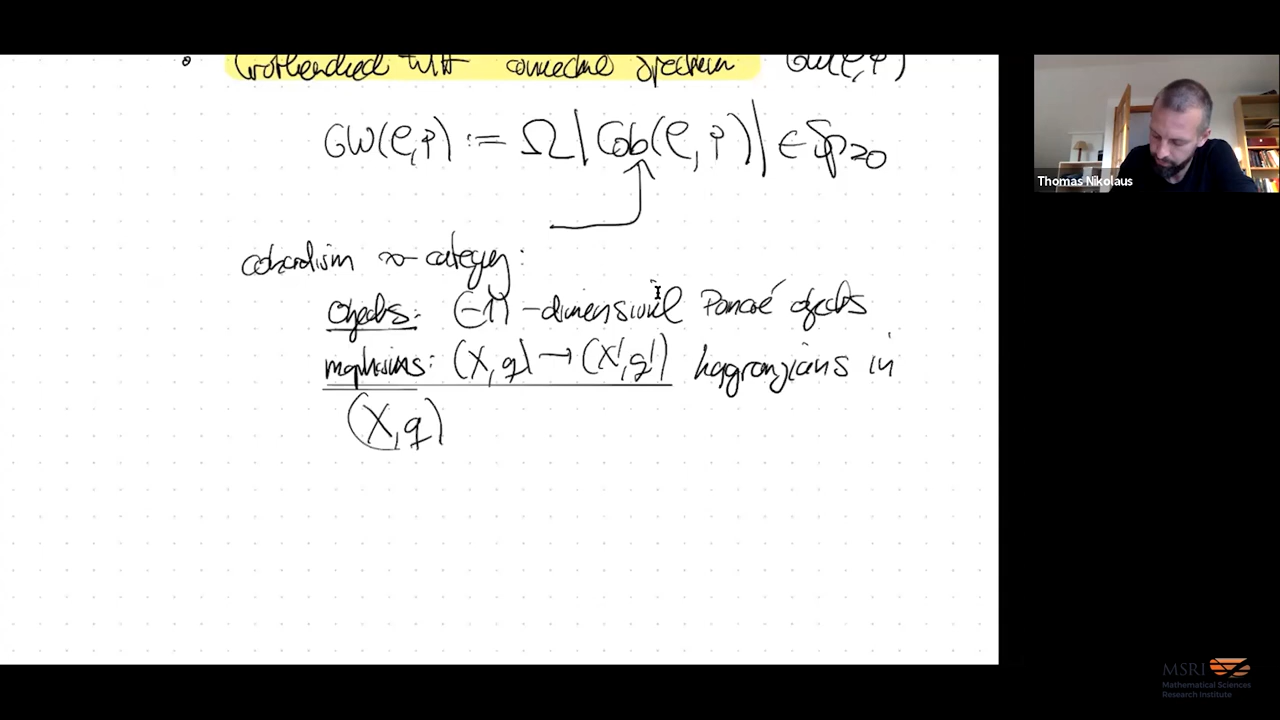 • Grothendieck Witt connective spectrum GW(C, Ϙ)
GW(C,Ϙ) := Ω|Cob(C,Ϙ)| ∈ Sp≥0
cobordism ∞-category:
Objects: (-1)-dimensional Poncaré objects
morphisms: (X,q) → (X',q') lagrangians in
(X,q)
Thomas Nikolaus
MSRI
Mathematical Sciences
Research Institute